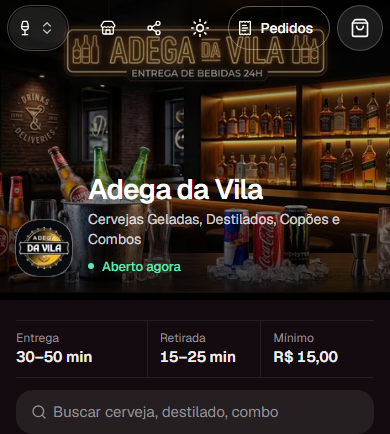 Pedidos
ADEGA DA VILA
ENTREGA DE BEBIDAS 24H
DRINKS
&
DELIVERIES
Adega da Vila
Cervejas Geladas, Destilados, Copões e
Combos
ADEGA
DA VILA
Aberto agora
Entrega
30–50 min
Retirada
15–25 min
Mínimo
R$ 15,00
Buscar cerveja, destilado, combo